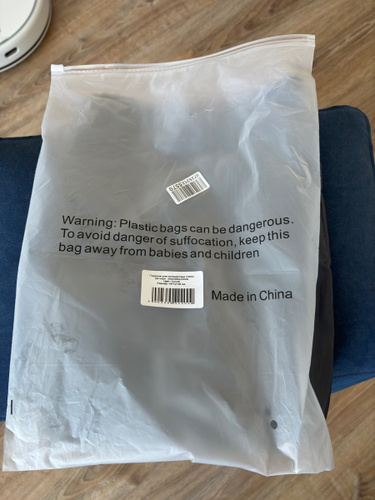 Warning: Plastic bags can be dangerous.
To avoid danger of suffocation, keep this
bag away from babies and children
Made in China